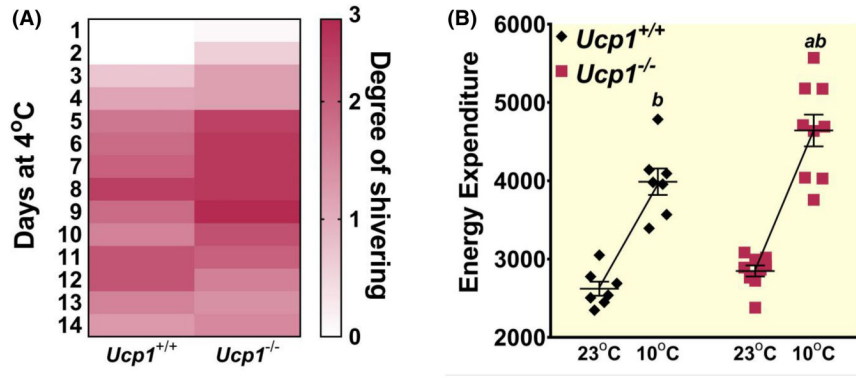 (A)
Days at 4°C
1
2
3
4
5
6
7
8
9
10
11
12
13
14
Ucp1+/+ Ucp1-/-
3
2
1
0
Degree of shivering
(B)
Energy Expenditure
6000
5000
4000
3000
2000
Ucp1+/+
Ucp1-/-
b
ab
23°C 10°C 23°C 10°C